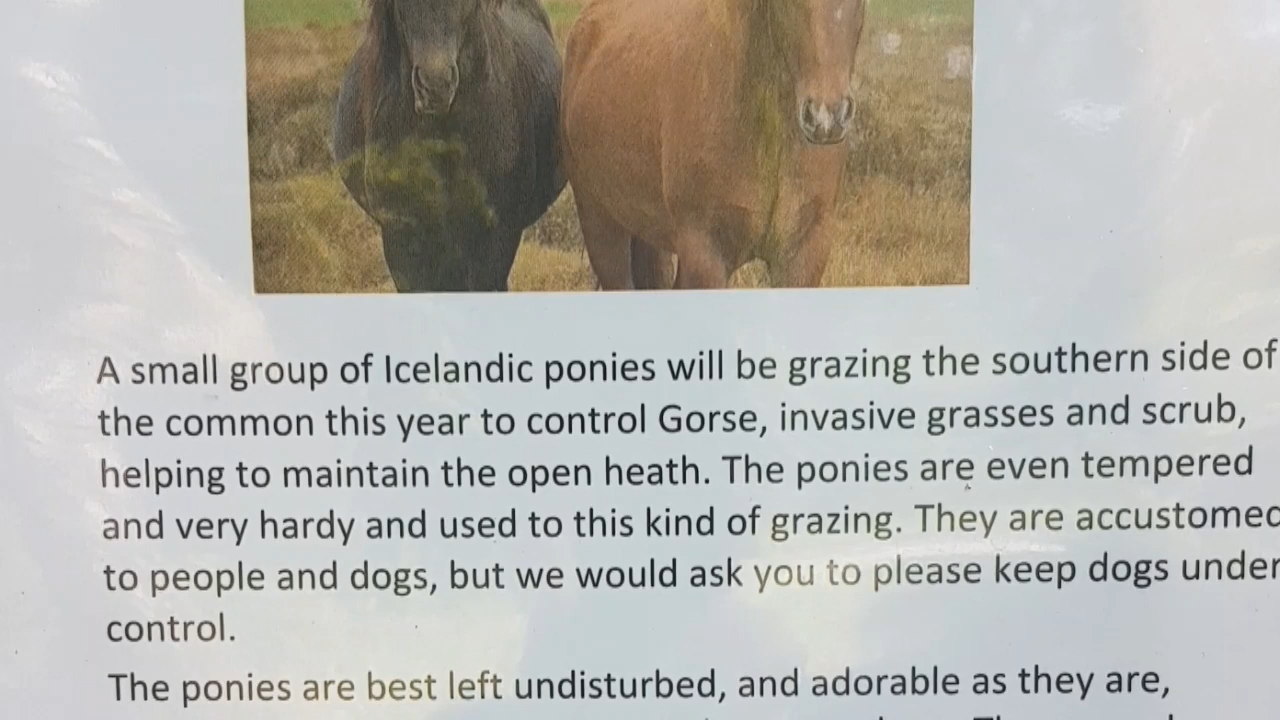 A small group of Icelandic ponies will be grazing the southern side of
the common this year to control Gorse, invasive grasses and scrub,
helping to maintain the open heath. The ponies are even tempered
and very hardy and used to this kind of grazing. They are accustomed
to people and dogs, but we would ask you to please keep dogs under
control.
The ponies are best left undisturbed, and adorable as they are,